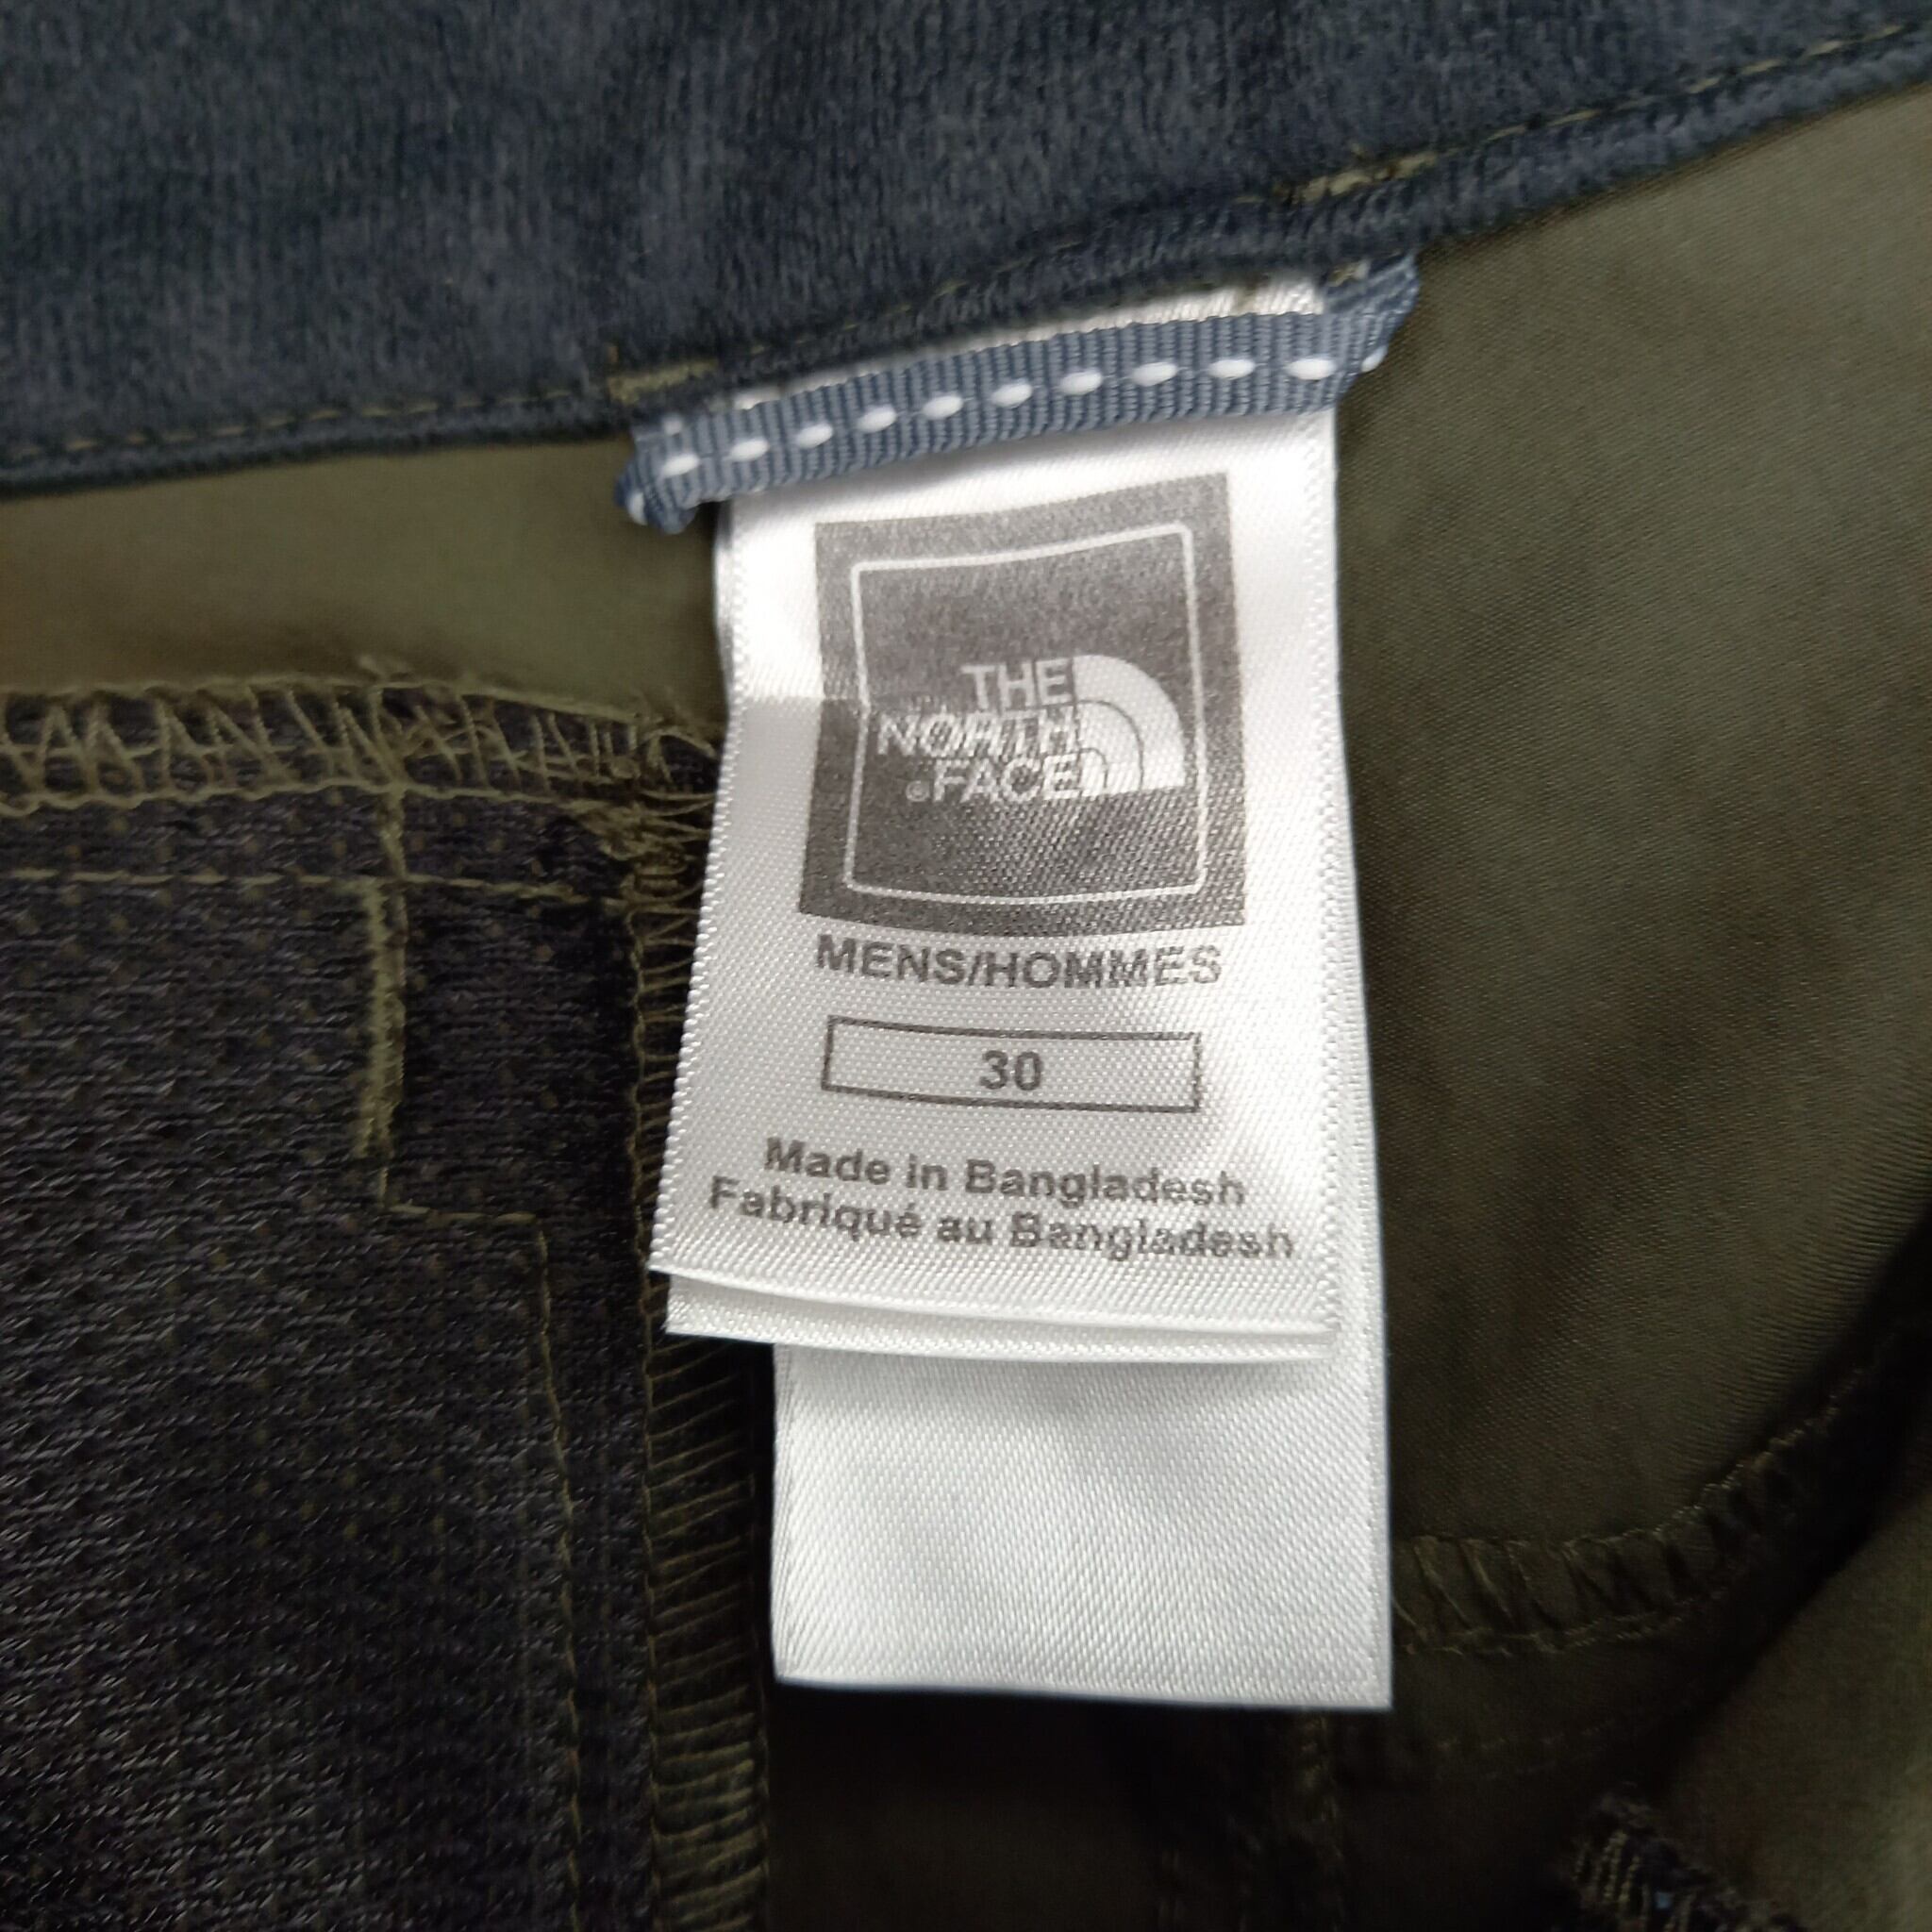 THE
NORTH
®FACE
MENS/HOMMES
30
Made in Bangladesh
Fabriqué au Bangladesh